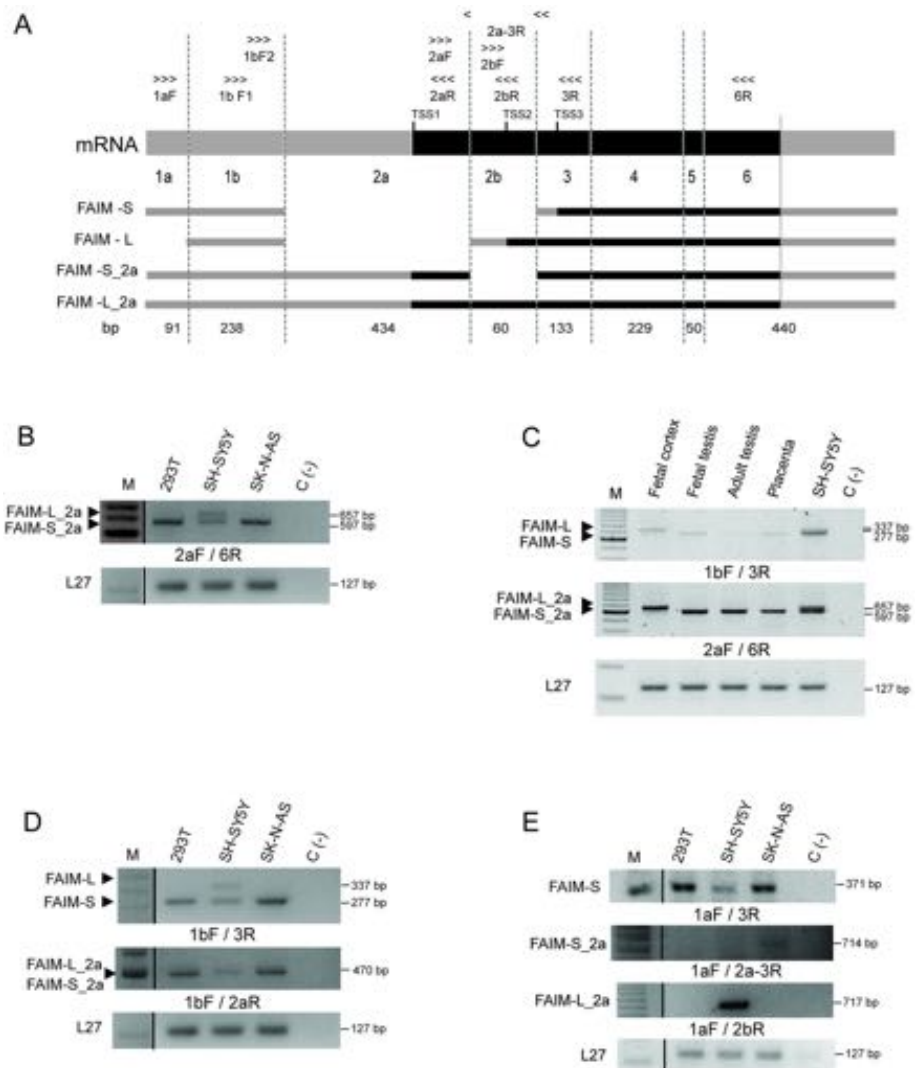 A
< <<
2a-3R
>>> >>> >>>
1bF2 2aF 2bF
>>> >>> <<< <<< <<< <<<
1aF 1b F1 2aR 2bR 3R 6R
TSS1 TSS2 TSS3
mRNA
1a 1b 2a 2b 3 4 5 6
FAIM -S
FAIM - L
FAIM -S_2a
FAIM -L_2a
bp 91 238 434 60 133 229 50 440
B
M 293T SH-SY5Y SK-N-AS C (-)
FAIM-L_2a 657 bp
FAIM-S_2a 597 bp
2aF / 6R
L27 127 bp
C
M Fetal cortex Fetal testis Adult testis Placenta SH-SY5Y C (-)
FAIM-L 337 bp
FAIM-S 277 bp
1bF / 3R
FAIM-L_2a 657 bp
FAIM-S_2a 597 bp
2aF / 6R
L27 127 bp
D
M 293T SH-SY5Y SK-N-AS C (-)
FAIM-L 337 bp
FAIM-S 277 bp
1bF / 3R
FAIM-L_2a
FAIM-S_2a 470 bp
1bF / 2aR
L27 127 bp
E
M 293T SH-SY5Y SK-N-AS C (-)
FAIM-S 371 bp
1aF / 3R
FAIM-S_2a 714 bp
1aF / 2a-3R
FAIM-L_2a 717 bp
1aF / 2bR
L27 127 bp